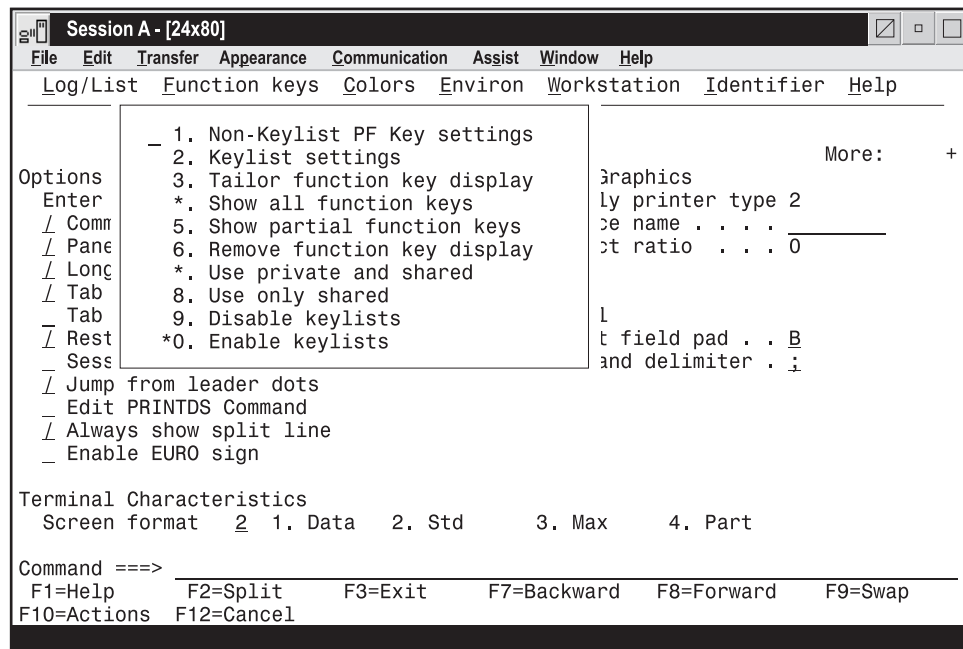 Session A - [24x80]
File Edit Transfer Appearance Communication Assist Window Help
Log/List Function keys Colors Environ Workstation Identifier Help
_ 1. Non-Keylist PF Key settings
2. Keylist settings More: +
Options 3. Tailor function key display Graphics
Enter *. Show all function keys ly printer type 2
/ Comm 5. Show partial function keys ce name . . . . ________
/ Pane 6. Remove function key display ct ratio . . . 0
/ Long *. Use private and shared
/ Tab 8. Use only shared
_ Tab 9. Disable keylists l
/ Rest *0. Enable keylists t field pad . . B
_ Sess and delimiter . ;
/ Jump from leader dots
_ Edit PRINTDS Command
/ Always show split line
_ Enable EURO sign
Terminal Characteristics
Screen format 2 1. Data 2. Std 3. Max 4. Part
Command ===>
F1=Help F2=Split F3=Exit F7=Backward F8=Forward F9=Swap
F10=Actions F12=Cancel